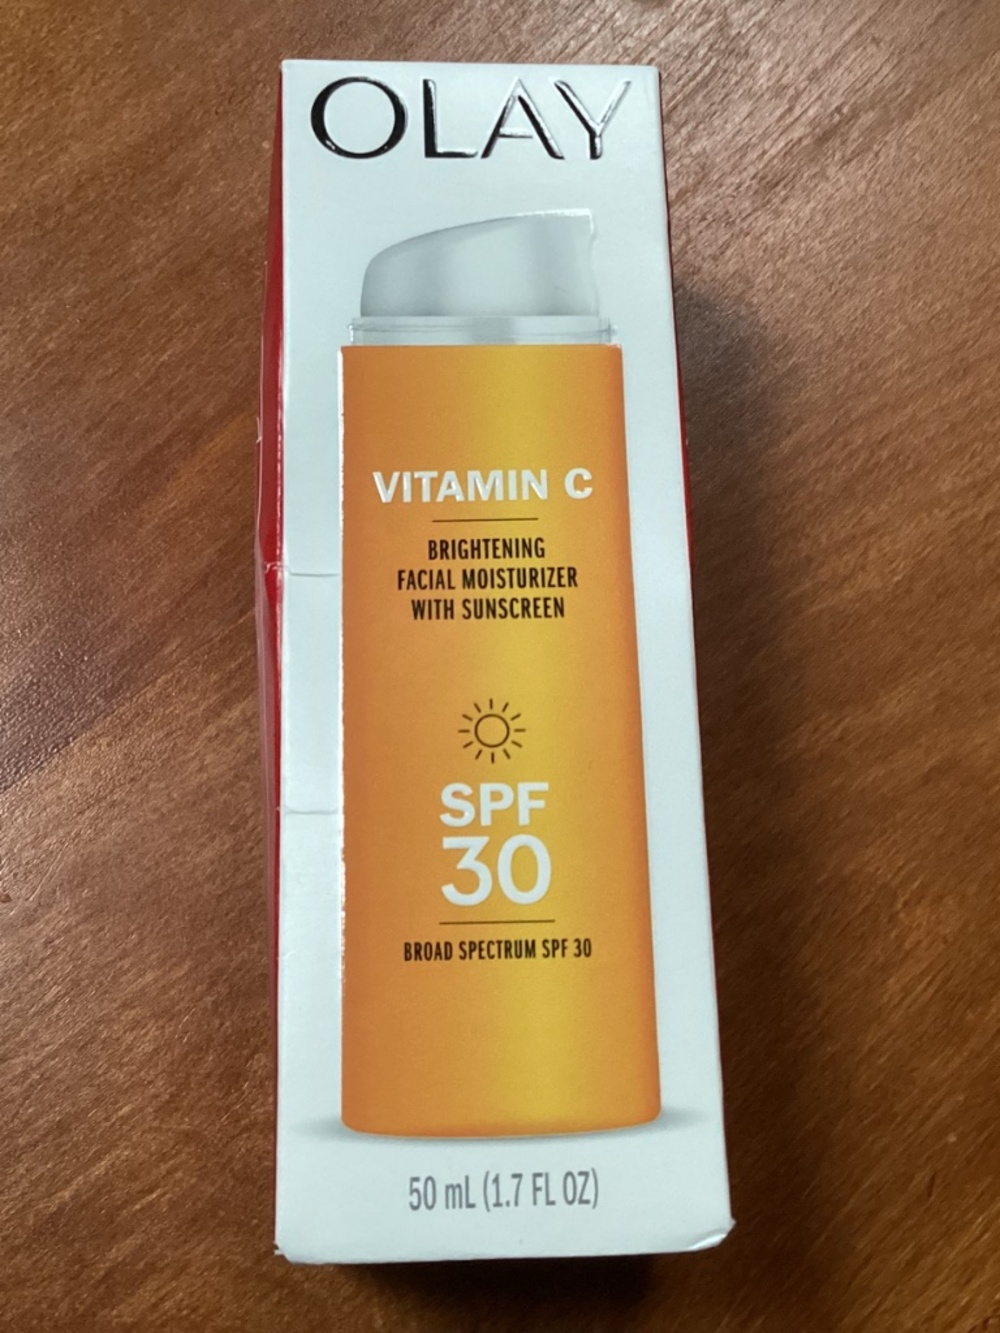 OLAY
VITAMIN C
BRIGHTENING
FACIAL MOISTURIZER
WITH SUNSCREEN
SPF
30
BROAD SPECTRUM SPF 30
50 mL (1.7 FL OZ)